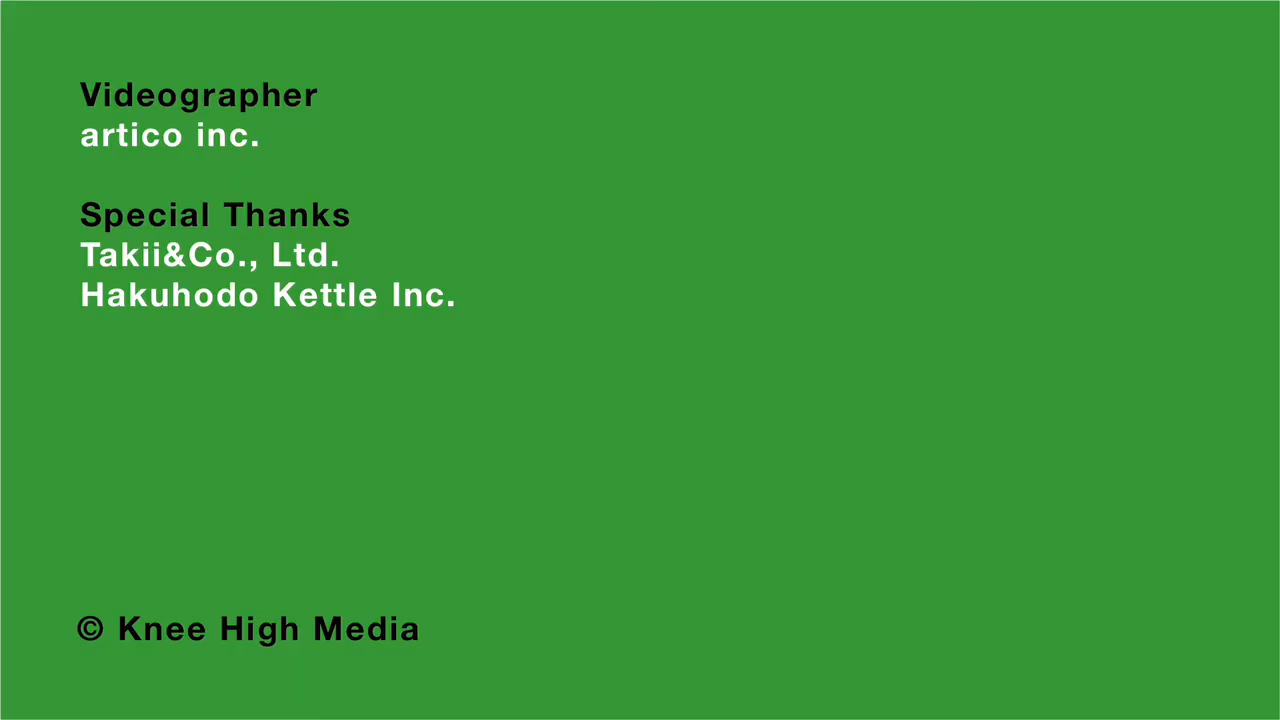 Videographer
artico inc.
Special Thanks
Takii&Co., Ltd.
Hakuhodo Kettle Inc.
© Knee High Media